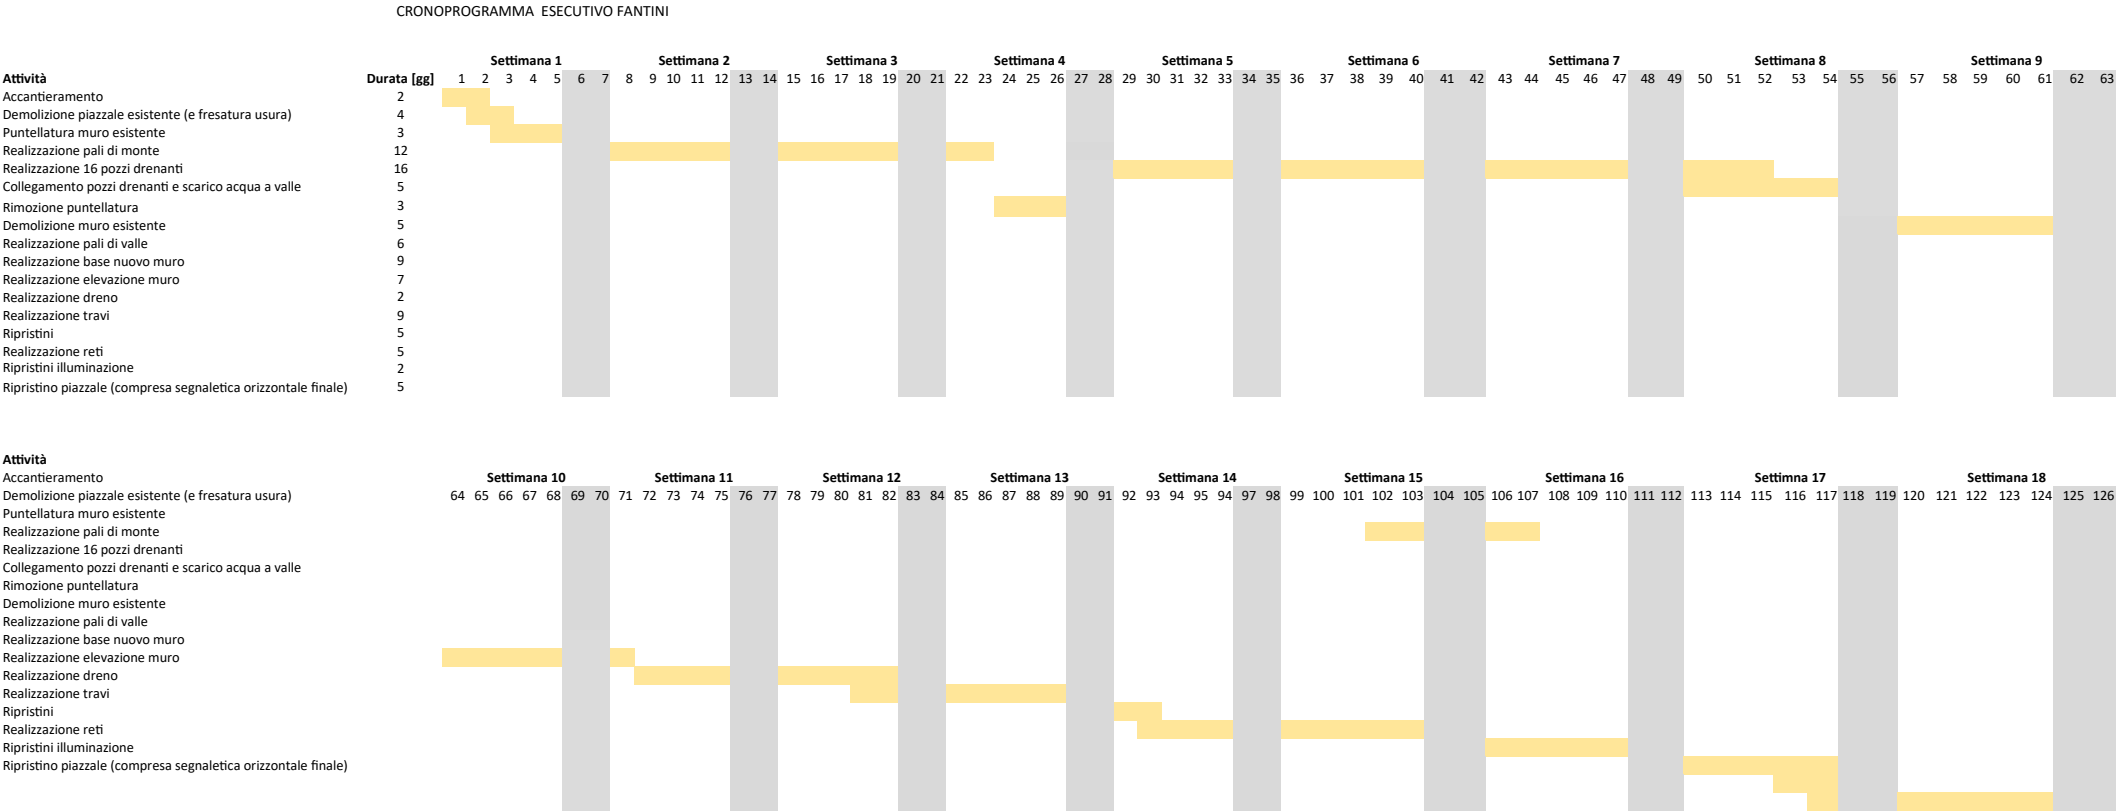 CRONOPROGRAMMA ESECUTIVO FANTINI
Settimana 1 Settimana 2 Settimana 3 Settimana 4 Settimana 5 Settimana 6 Settimana 7 Settimana 8 Settimana 9
Attività Durata [gg] 1 2 3 4 5 6 7 8 9 10 11 12 13 14 15 16 17 18 19 20 21 22 23 24 25 26 27 28 29 30 31 32 33 34 35 36 37 38 39 40 41 42 43 44 45 46 47 48 49 50 51 52 53 54 55 56 57 58 59 60 61 62 63
Accantieramento 2
Demolizione piazzale esistente (e fresatura usura) 4
Puntellatura muro esistente 3
Realizzazione pali di monte 12
Realizzazione 16 pozzi drenanti 16
Collegamento pozzi drenanti e scarico acqua a valle 5
Rimozione puntellatura 3
Demolizione muro esistente 5
Realizzazione pali di valle 6
Realizzazione base nuovo muro 9
Realizzazione elevazione muro 7
Realizzazione dreno 2
Realizzazione travi 9
Ripristini 5
Realizzazione reti 5
Ripristini illuminazione 2
Ripristino piazzale (compresa segnaletica orizzontale finale) 5
Attività
Accantieramento Settimana 10 Settimana 11 Settimana 12 Settimana 13 Settimana 14 Settimana 15 Settimana 16 Settimana 17 Settimana 18
Demolizione piazzale esistente (e fresatura usura) 64 65 66 67 68 69 70 71 72 73 74 75 76 77 78 79 80 81 82 83 84 85 86 87 88 89 90 91 92 93 94 95 94 97 98 99 100 101 102 103 104 105 106 107 108 109 110 111 112 113 114 115 116 117 118 119 120 121 122 123 124 125 126
Puntellatura muro esistente
Realizzazione pali di monte
Realizzazione 16 pozzi drenanti
Collegamento pozzi drenanti e scarico acqua a valle
Rimozione puntellatura
Demolizione muro esistente
Realizzazione pali di valle
Realizzazione base nuovo muro
Realizzazione elevazione muro
Realizzazione dreno
Realizzazione travi
Ripristini
Realizzazione reti
Ripristini illuminazione
Ripristino piazzale (compresa segnaletica orizzontale finale)